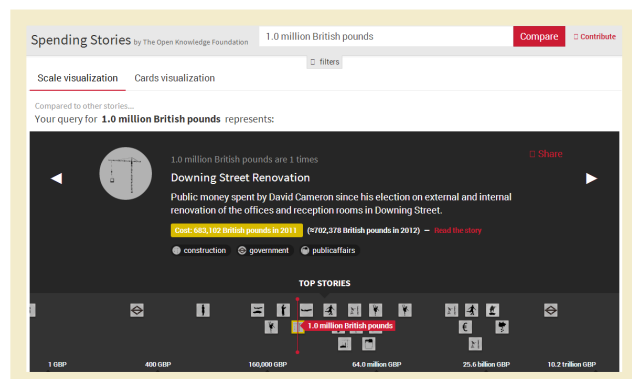 Spending Stories by The Open Knowledge Foundation
1.0 million British pounds
Compare
Contribute
filters
Scale visualization
Cards visualization
Compared to other stories...
Your query for 1.0 million British pounds represents:
1.0 million British pounds are 1 times
Share
Downing Street Renovation
Public money spent by David Cameron since his election on external and internal
renovation of the offices and reception rooms in Downing Street.
Cost: 683,102 British pounds in 2011 (≈702,378 British pounds in 2012) — Read the story
construction government publicaffairs
TOP STORIES
1.0 million British pounds
1 GBP 400 GBP 160,000 GBP 64.0 million GBP 25.6 billion GBP 10.2 trillion GBP